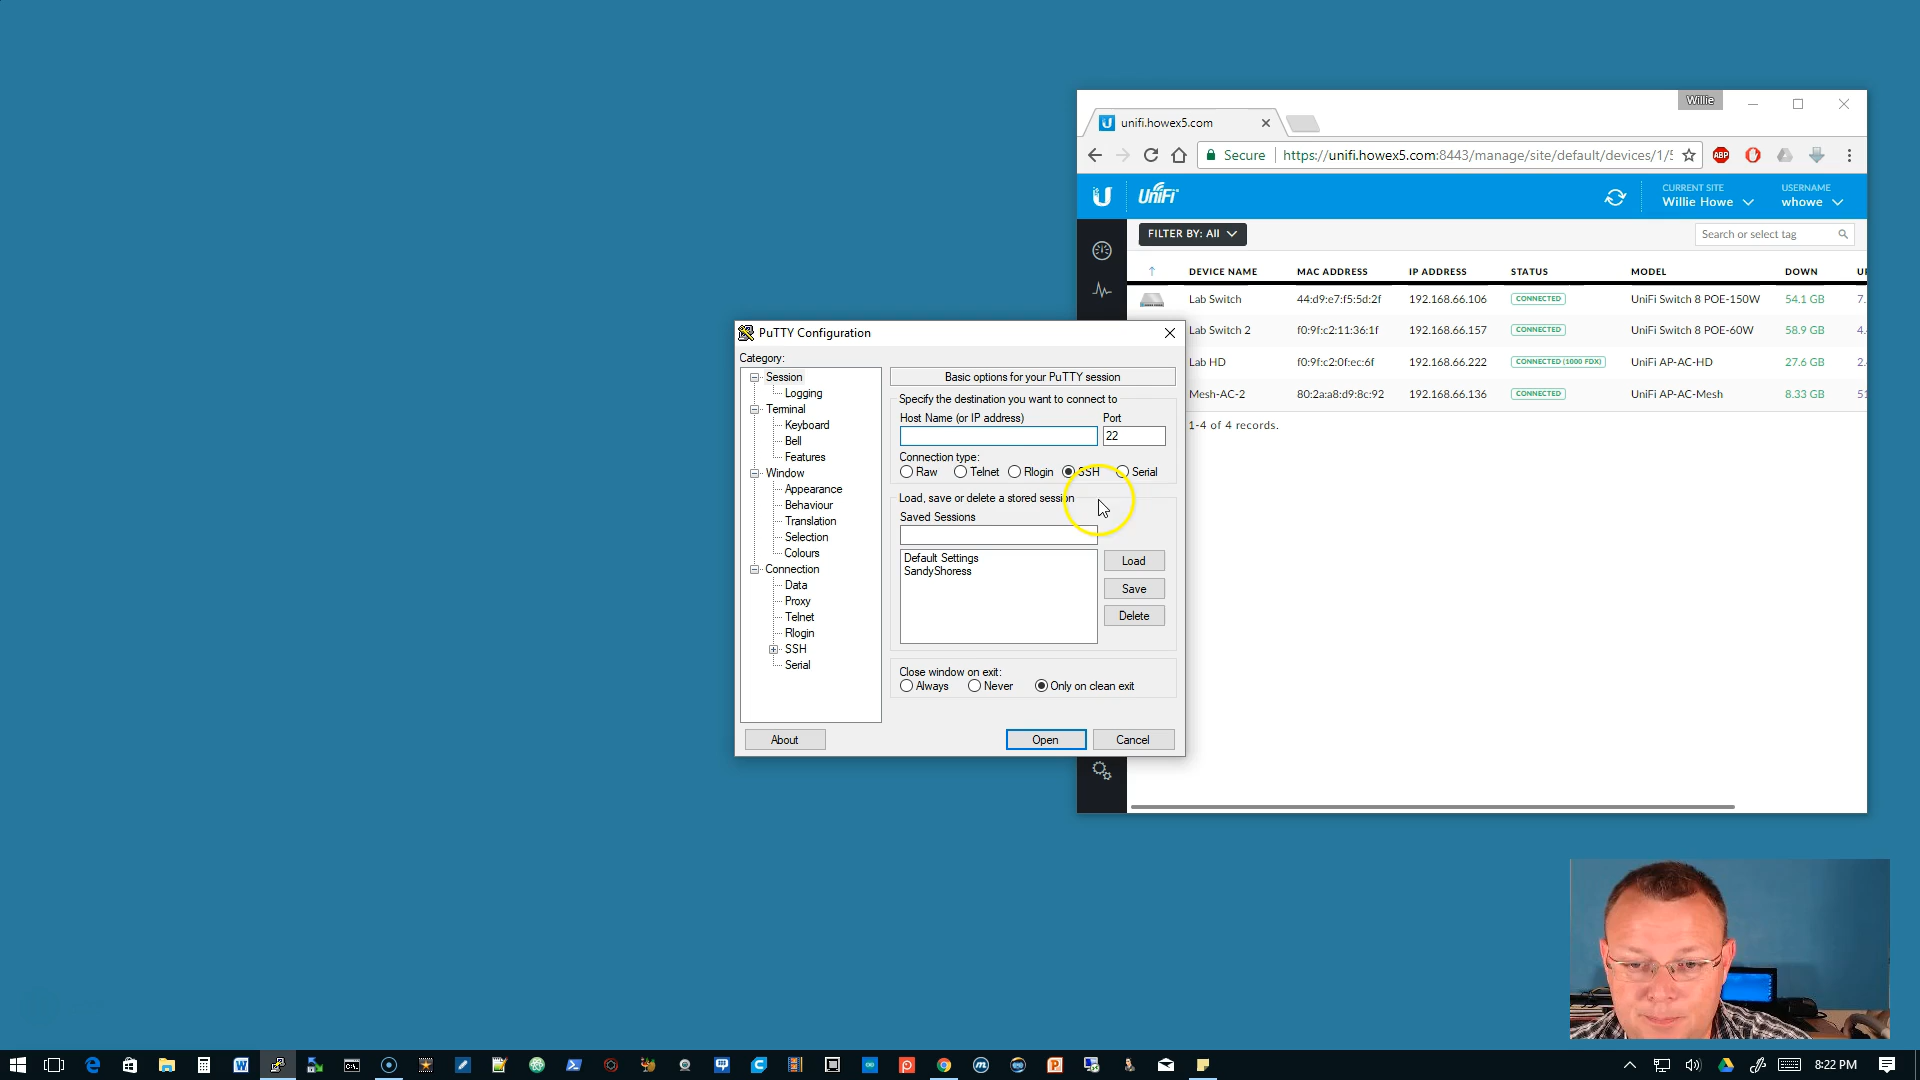 Willie
unifi.howex5.com
Secure https://unifi.howex5.com:8443/manage/site/default/devices/1/5
ABP
UniFi
CURRENT SITE
Willie Howe
USERNAME
whowe
FILTER BY: All
Search or select tag
DEVICE NAME MAC ADDRESS IP ADDRESS STATUS MODEL DOWN
Lab Switch 44:d9:e7:f5:5d:2f 192.168.66.106 CONNECTED UniFi Switch 8 POE-150W 54.1 GB 7.
Lab Switch 2 f0:9f:c2:11:36:1f 192.168.66.157 CONNECTED UniFi Switch 8 POE-60W 58.9 GB 4.
Lab HD f0:9f:c2:0f:ec:6f 192.168.66.222 CONNECTED (1000 FDX) UniFi AP-AC-HD 27.6 GB 2.
Mesh-AC-2 80:2a:a8:d9:8c:92 192.168.66.136 CONNECTED UniFi AP-AC-Mesh 8.33 GB 51
1-4 of 4 records.
PuTTY Configuration
Category:
Session
Logging
Terminal
Keyboard
Bell
Features
Window
Appearance
Behaviour
Translation
Selection
Colours
Connection
Data
Proxy
Telnet
Rlogin
SSH
Serial
Basic options for your PuTTY session
Specify the destination you want to connect to
Host Name (or IP address) Port
22
Connection type:
Raw Telnet Rlogin SSH Serial
Load, save or delete a stored session
Saved Sessions
Default Settings
SandyShoress
Load
Save
Delete
Close window on exit:
Always Never Only on clean exit
About Open Cancel
8:22 PM